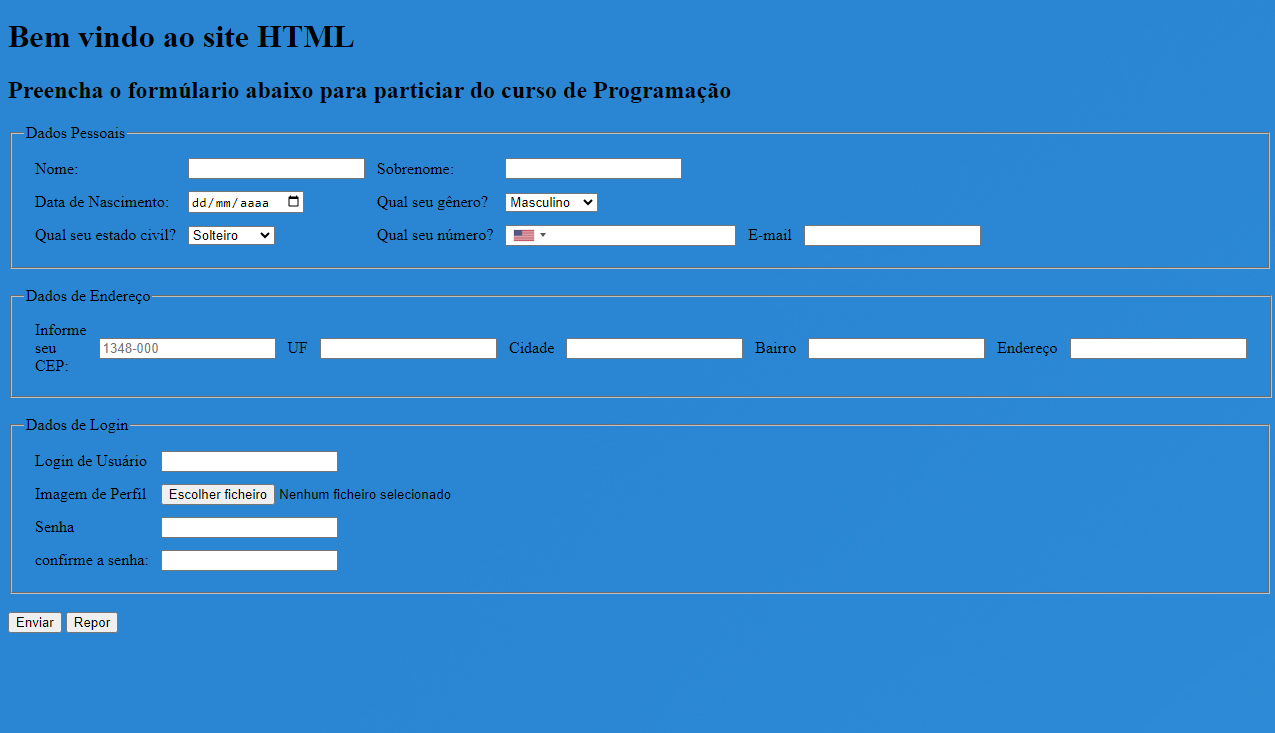 Bem vindo ao site HTML
Preencha o formúlario abaixo para particiar do curso de Programação
Dados Pessoais
Nome: Sobrenome:
Data de Nascimento: dd/mm/aaaa Qual seu gênero? Masculino
Qual seu estado civil? Solteiro Qual seu número? E-mail
Dados de Endereço
Informe
seu
CEP: 1348-000 UF Cidade Bairro Endereço
Dados de Login
Login de Usuário
Imagem de Perfil Escolher ficheiro Nenhum ficheiro selecionado
Senha
confirme a senha:
Enviar Repor